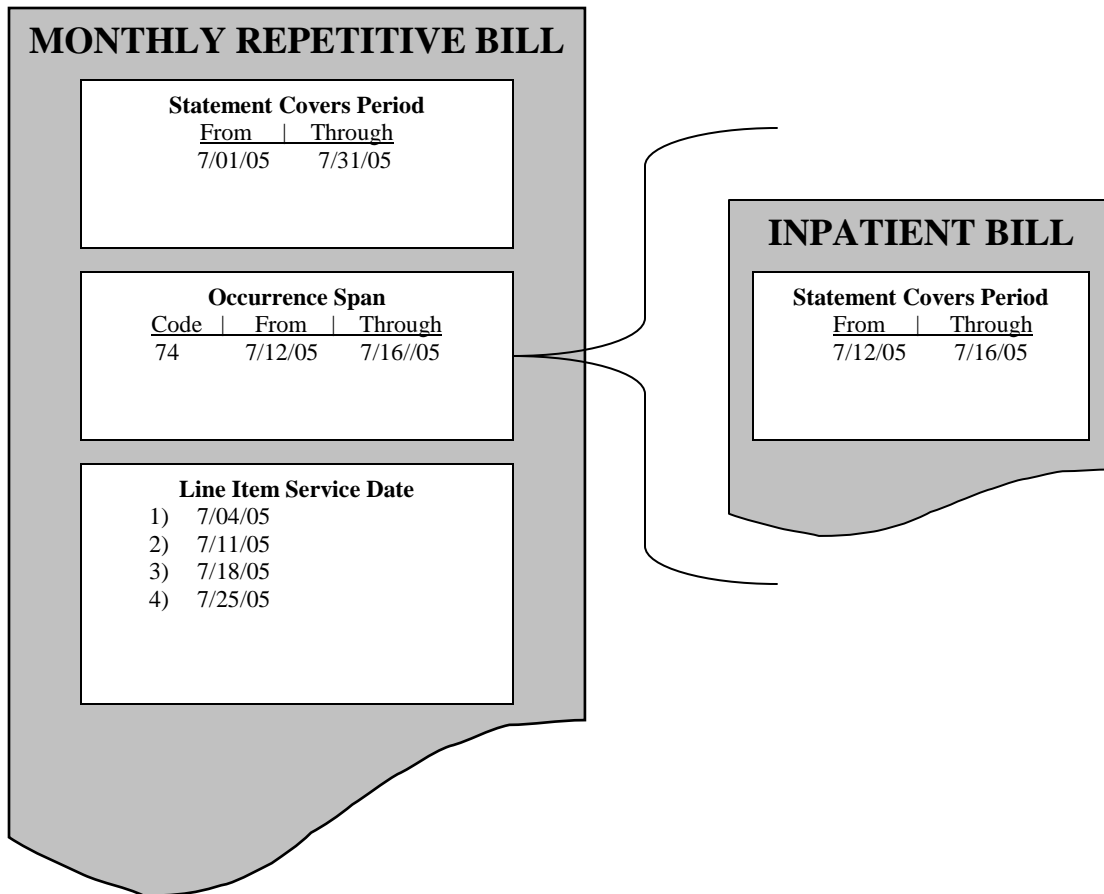 MONTHLY REPETITIVE BILL
Statement Covers Period
From | Through
7/01/05 7/31/05
Occurrence Span
Code | From | Through
74 7/12/05 7/16//05
Line Item Service Date
1) 7/04/05
2) 7/11/05
3) 7/18/05
4) 7/25/05
INPATIENT BILL
Statement Covers Period
From | Through
7/12/05 7/16/05